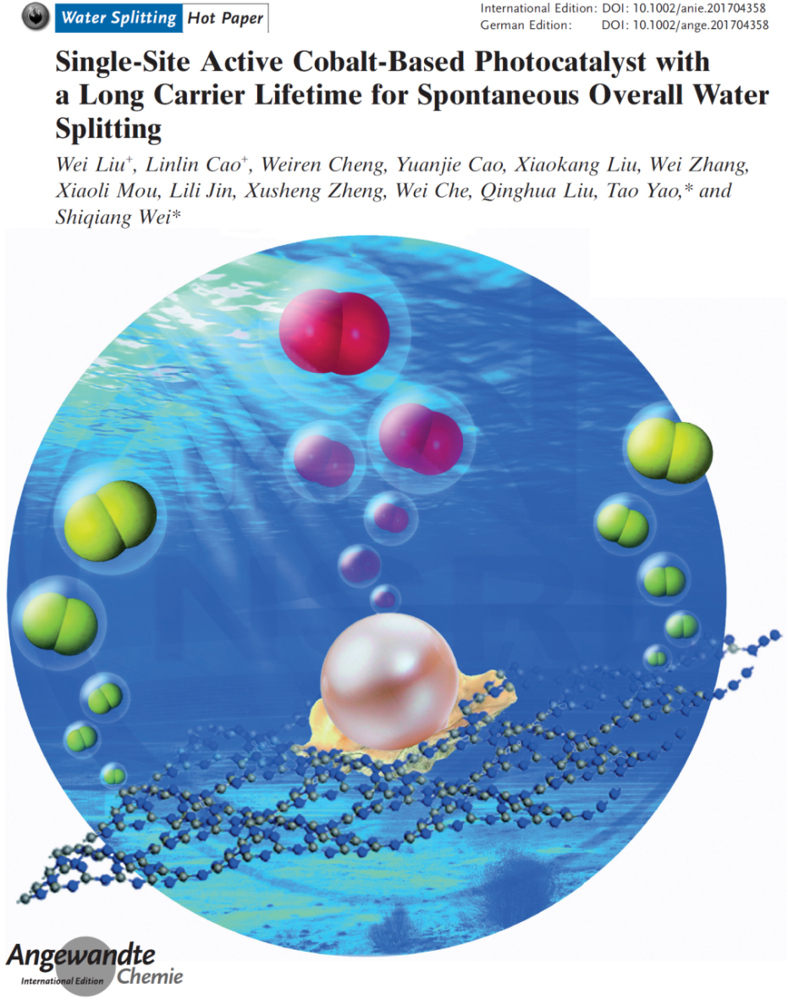 Water Splitting Hot Paper
International Edition: DOI: 10.1002/anie.201704358
German Edition: DOI: 10.1002/ange.201704358
Single-Site Active Cobalt-Based Photocatalyst with
a Long Carrier Lifetime for Spontaneous Overall Water
Splitting
Wei Liu⁺, Linlin Cao⁺, Weiren Cheng, Yuanjie Cao, Xiaokang Liu, Wei Zhang,
Xiaoli Mou, Lili Jin, Xusheng Zheng, Wei Che, Qinghua Liu, Tao Yao,* and
Shiqiang Wei*
Angewandte
International Edition Chemie